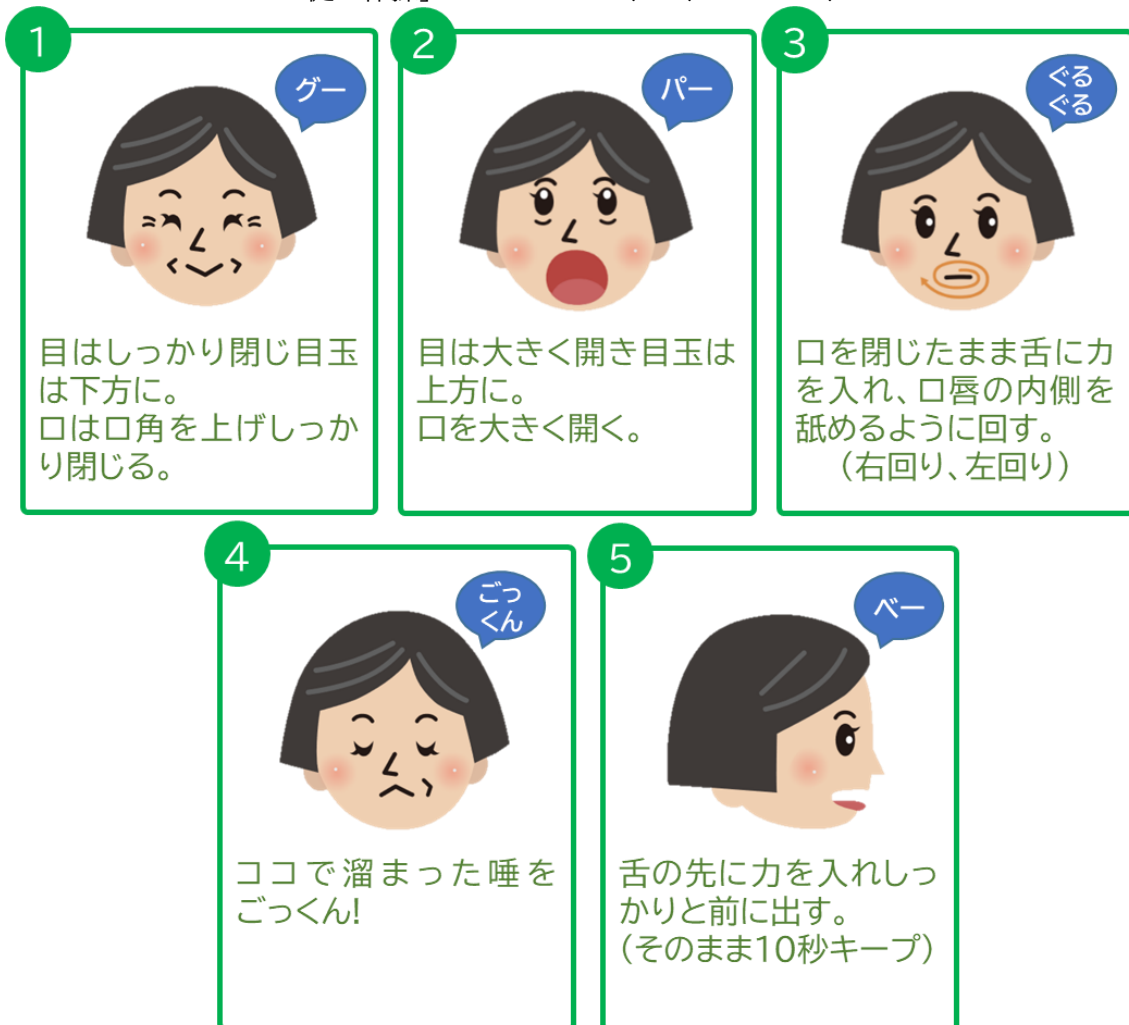 1
グー
目はしっかり閉じ目玉
は下方に。
口は口角を上げしっか
り閉じる。
2
パー
目は大きく開き目玉は
上方に。
口を大きく開く。
3
ぐる
ぐる
口を閉じたまま舌に力
を入れ、口唇の内側を
舐めるように回す。
（右回り、左回り）
4
ごっ
くん
ココで溜まった唾を
ごっくん!
5
べー
舌の先に力を入れしっ
かりと前に出す。
（そのまま10秒キープ）